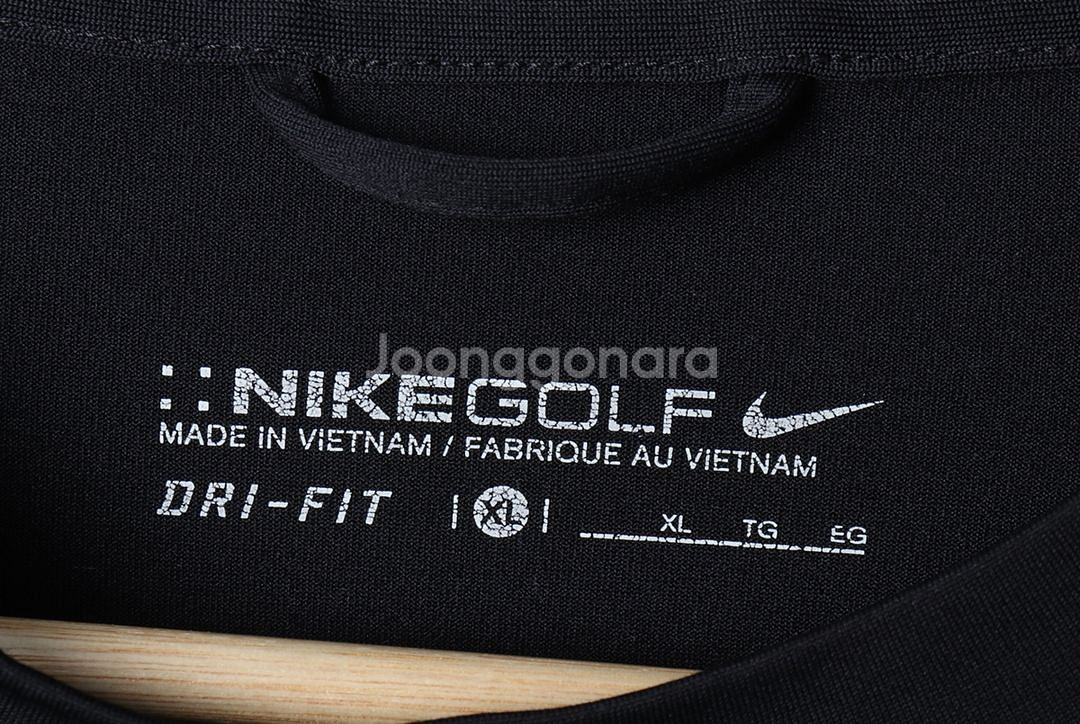 Joonggonara
NIKEGOLF
MADE IN VIETNAM / FABRIQUE AU VIETNAM
DRI-FIT XL XL TG EG